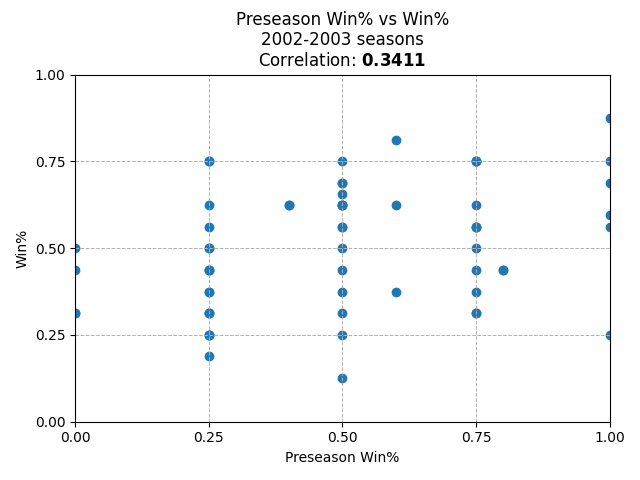 Preseason Win% vs Win%
2002-2003 seasons
Correlation: 0.3411
1.00
0.75
0.50
0.25
0.00
Win%
0.00 0.25 0.50 0.75 1.00
Preseason Win%